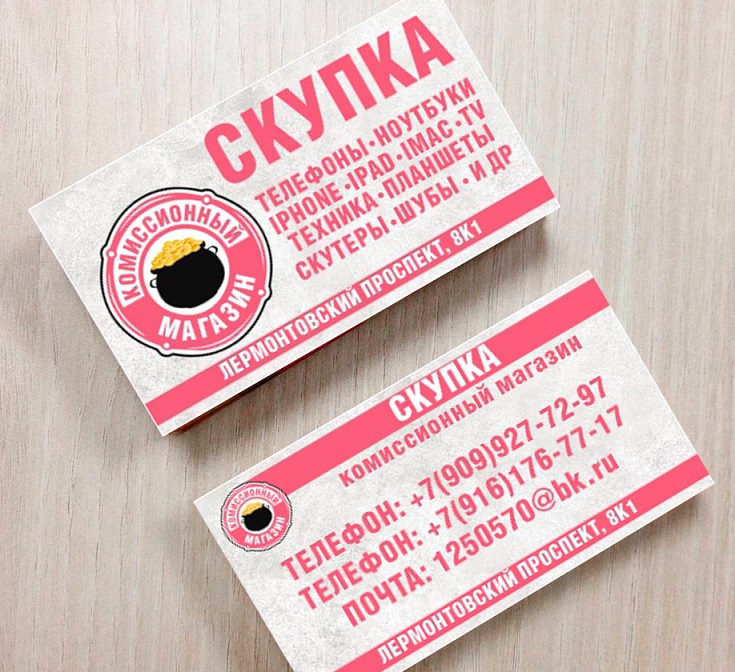 СКУПКА
ТЕЛЕФОНЫ·НОУТБУКИ
IPHONE·IPAD·IMAC·TV
ТЕХНИКА·ПЛАНШЕТЫ
СКУТЕРЫ·ШУБЫ·И ДР
КОМИССИОННЫЙ
МАГАЗИН
ЛЕРМОНТОВСКИЙ ПРОСПЕКТ, 8К1
СКУПКА
комиссионный магазин
ТЕЛЕФОН: +7(909)927-72-97
ТЕЛЕФОН: +7(916)176-77-17
ПОЧТА: 1250570@bk.ru
КОМИССИОННЫЙ
МАГАЗИН
ЛЕРМОНТОВСКИЙ ПРОСПЕКТ, 8К1